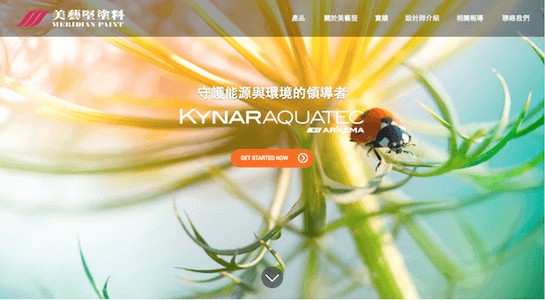 美藝堅塗料
MERIDIAN PAINT
產品 關於美藝堅 實績 設計師介紹 相關報導 聯絡我們
守護能源與環境的領導者
KYNAR AQUATEC
ARKEMA
GET STARTED NOW